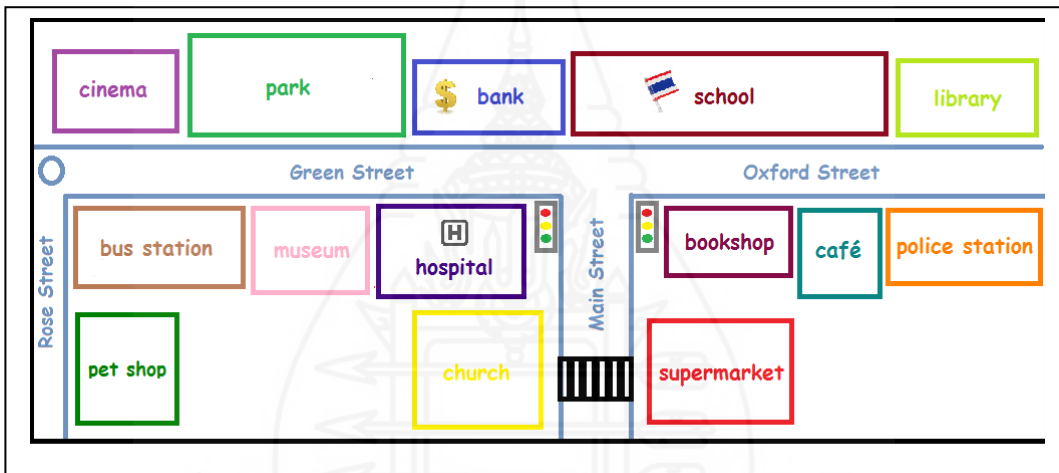 cinema
park
$ bank
school
library
Green Street
Oxford Street
bus station
museum
H
hospital
bookshop
café
police station
Rose Street
Main Street
pet shop
church
supermarket